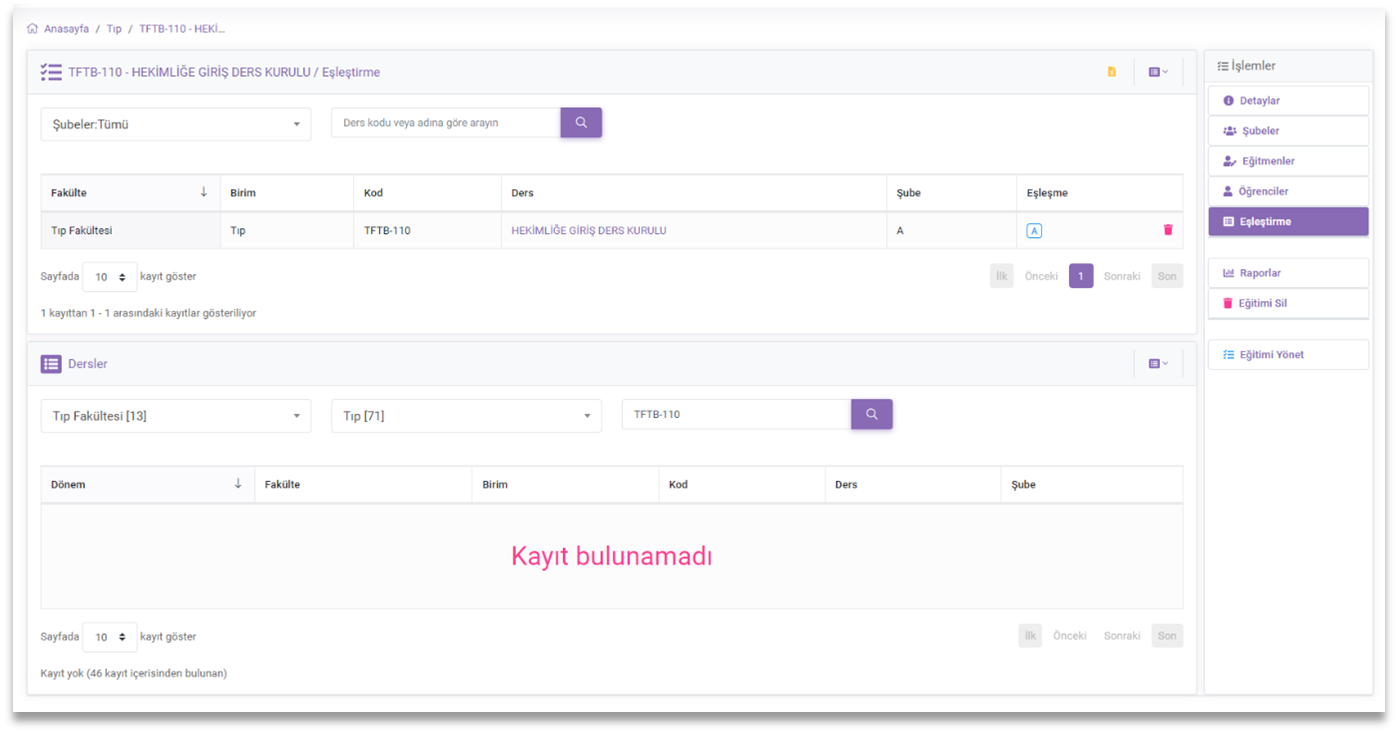 Anasayfa / Tıp / TFTB-110 - HEKİ...
TFTB-110 - HEKİMLİĞE GİRİŞ DERS KURULU / Eşleştirme
Şubeler:Tümü
Ders kodu veya adına göre arayın
Fakülte Birim Kod Ders Şube Eşleşme
Tıp Fakültesi Tıp TFTB-110 HEKİMLİĞE GİRİŞ DERS KURULU A A
Sayfada 10 kayıt göster
İlk Önceki 1 Sonraki Son
1 kayıttan 1 - 1 arasındaki kayıtlar gösteriliyor
Dersler
Tıp Fakültesi [13] Tıp [71] TFTB-110
Dönem Fakülte Birim Kod Ders Şube
Kayıt bulunamadı
Sayfada 10 kayıt göster
İlk Önceki Sonraki Son
Kayıt yok (46 kayıt içerisinden bulunan)
İşlemler
Detaylar
Şubeler
Eğitmenler
Öğrenciler
Eşleştirme
Raporlar
Eğitimi Sil
Eğitimi Yönet